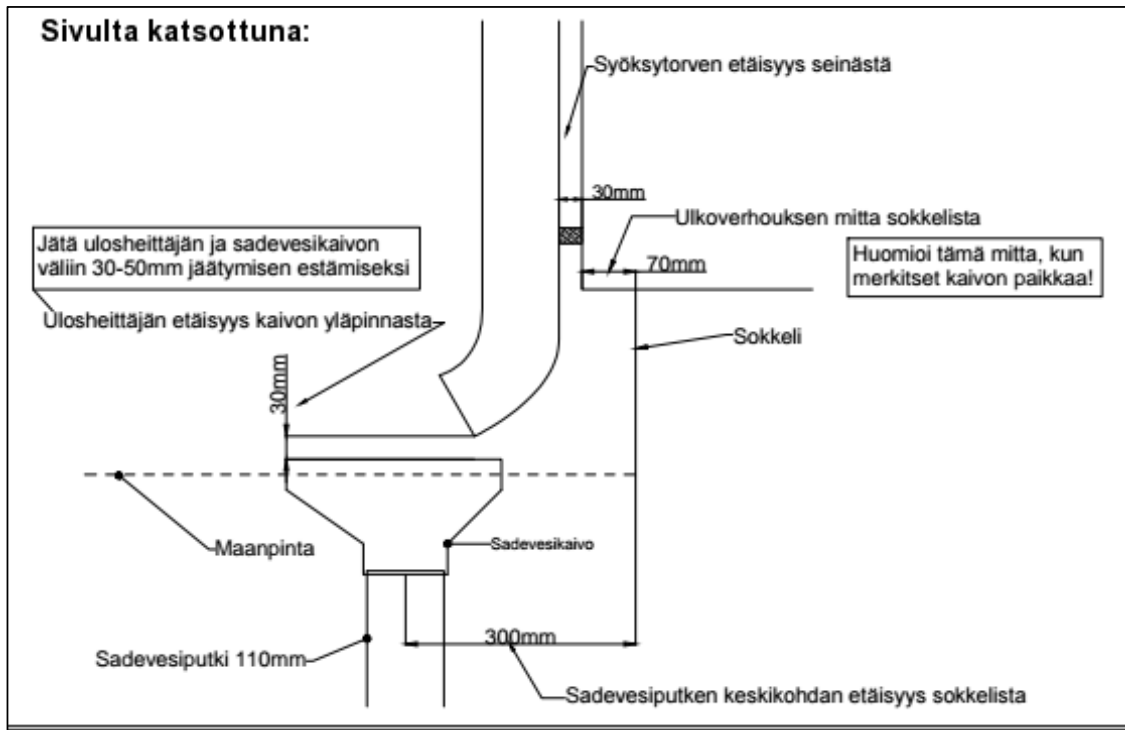 Sivulta katsottuna:
Syöksytorven etäisyys seinästä
30mm
Ulkoverhouksen mitta sokkelista
Jätä ulosheittäjän ja sadevesikaivon
väliin 30-50mm jäätymisen estämiseksi
70mm
Huomioi tämä mitta, kun
merkitset kaivon paikkaa!
Ulosheittäjän etäisyys kaivon yläpinnasta
Sokkeli
30mm
Maanpinta
Sadevesikaivo
300mm
Sadevesiputki 110mm
Sadevesiputken keskikohdan etäisyys sokkelista